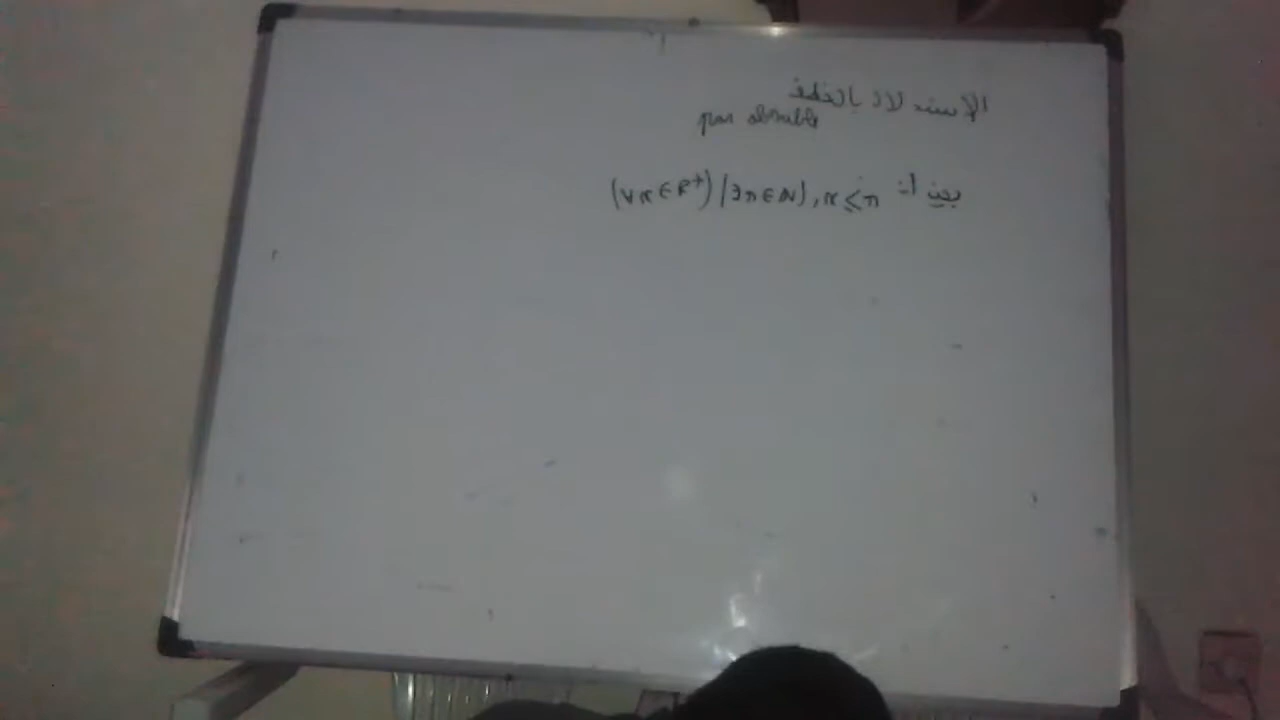 الاستدلال بالخلف
par absurde
بين أن (∀x∈R⁺)(∃n∈N), x≤n